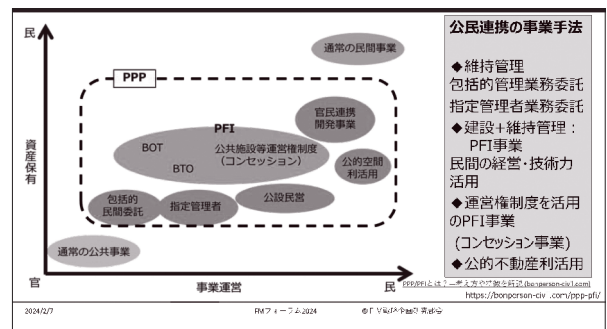 民
資産保有
官
事業運営
民
通常の民間事業
PPP
官民連携
開発事業
PFI
BOT
BTO
公共施設等運営権制度
(コンセッション)
公的空間
利活用
包括的
民間委託
指定管理者
公設民営
通常の公共事業
公民連携の事業手法
◆維持管理
包括的管理業務委託
指定管理者業務委託
◆建設+維持管理:
PFI事業
民間の経営・技術力
活用
◆運営権制度を活用
のPFI事業
(コンセッション事業)
◆公的不動産利活用
PPP/PFIとは?
(bonperson-civil.com)
https://bonperson-civ .com/ppp-pfi/
2024/2/7
FMフォーラム2024